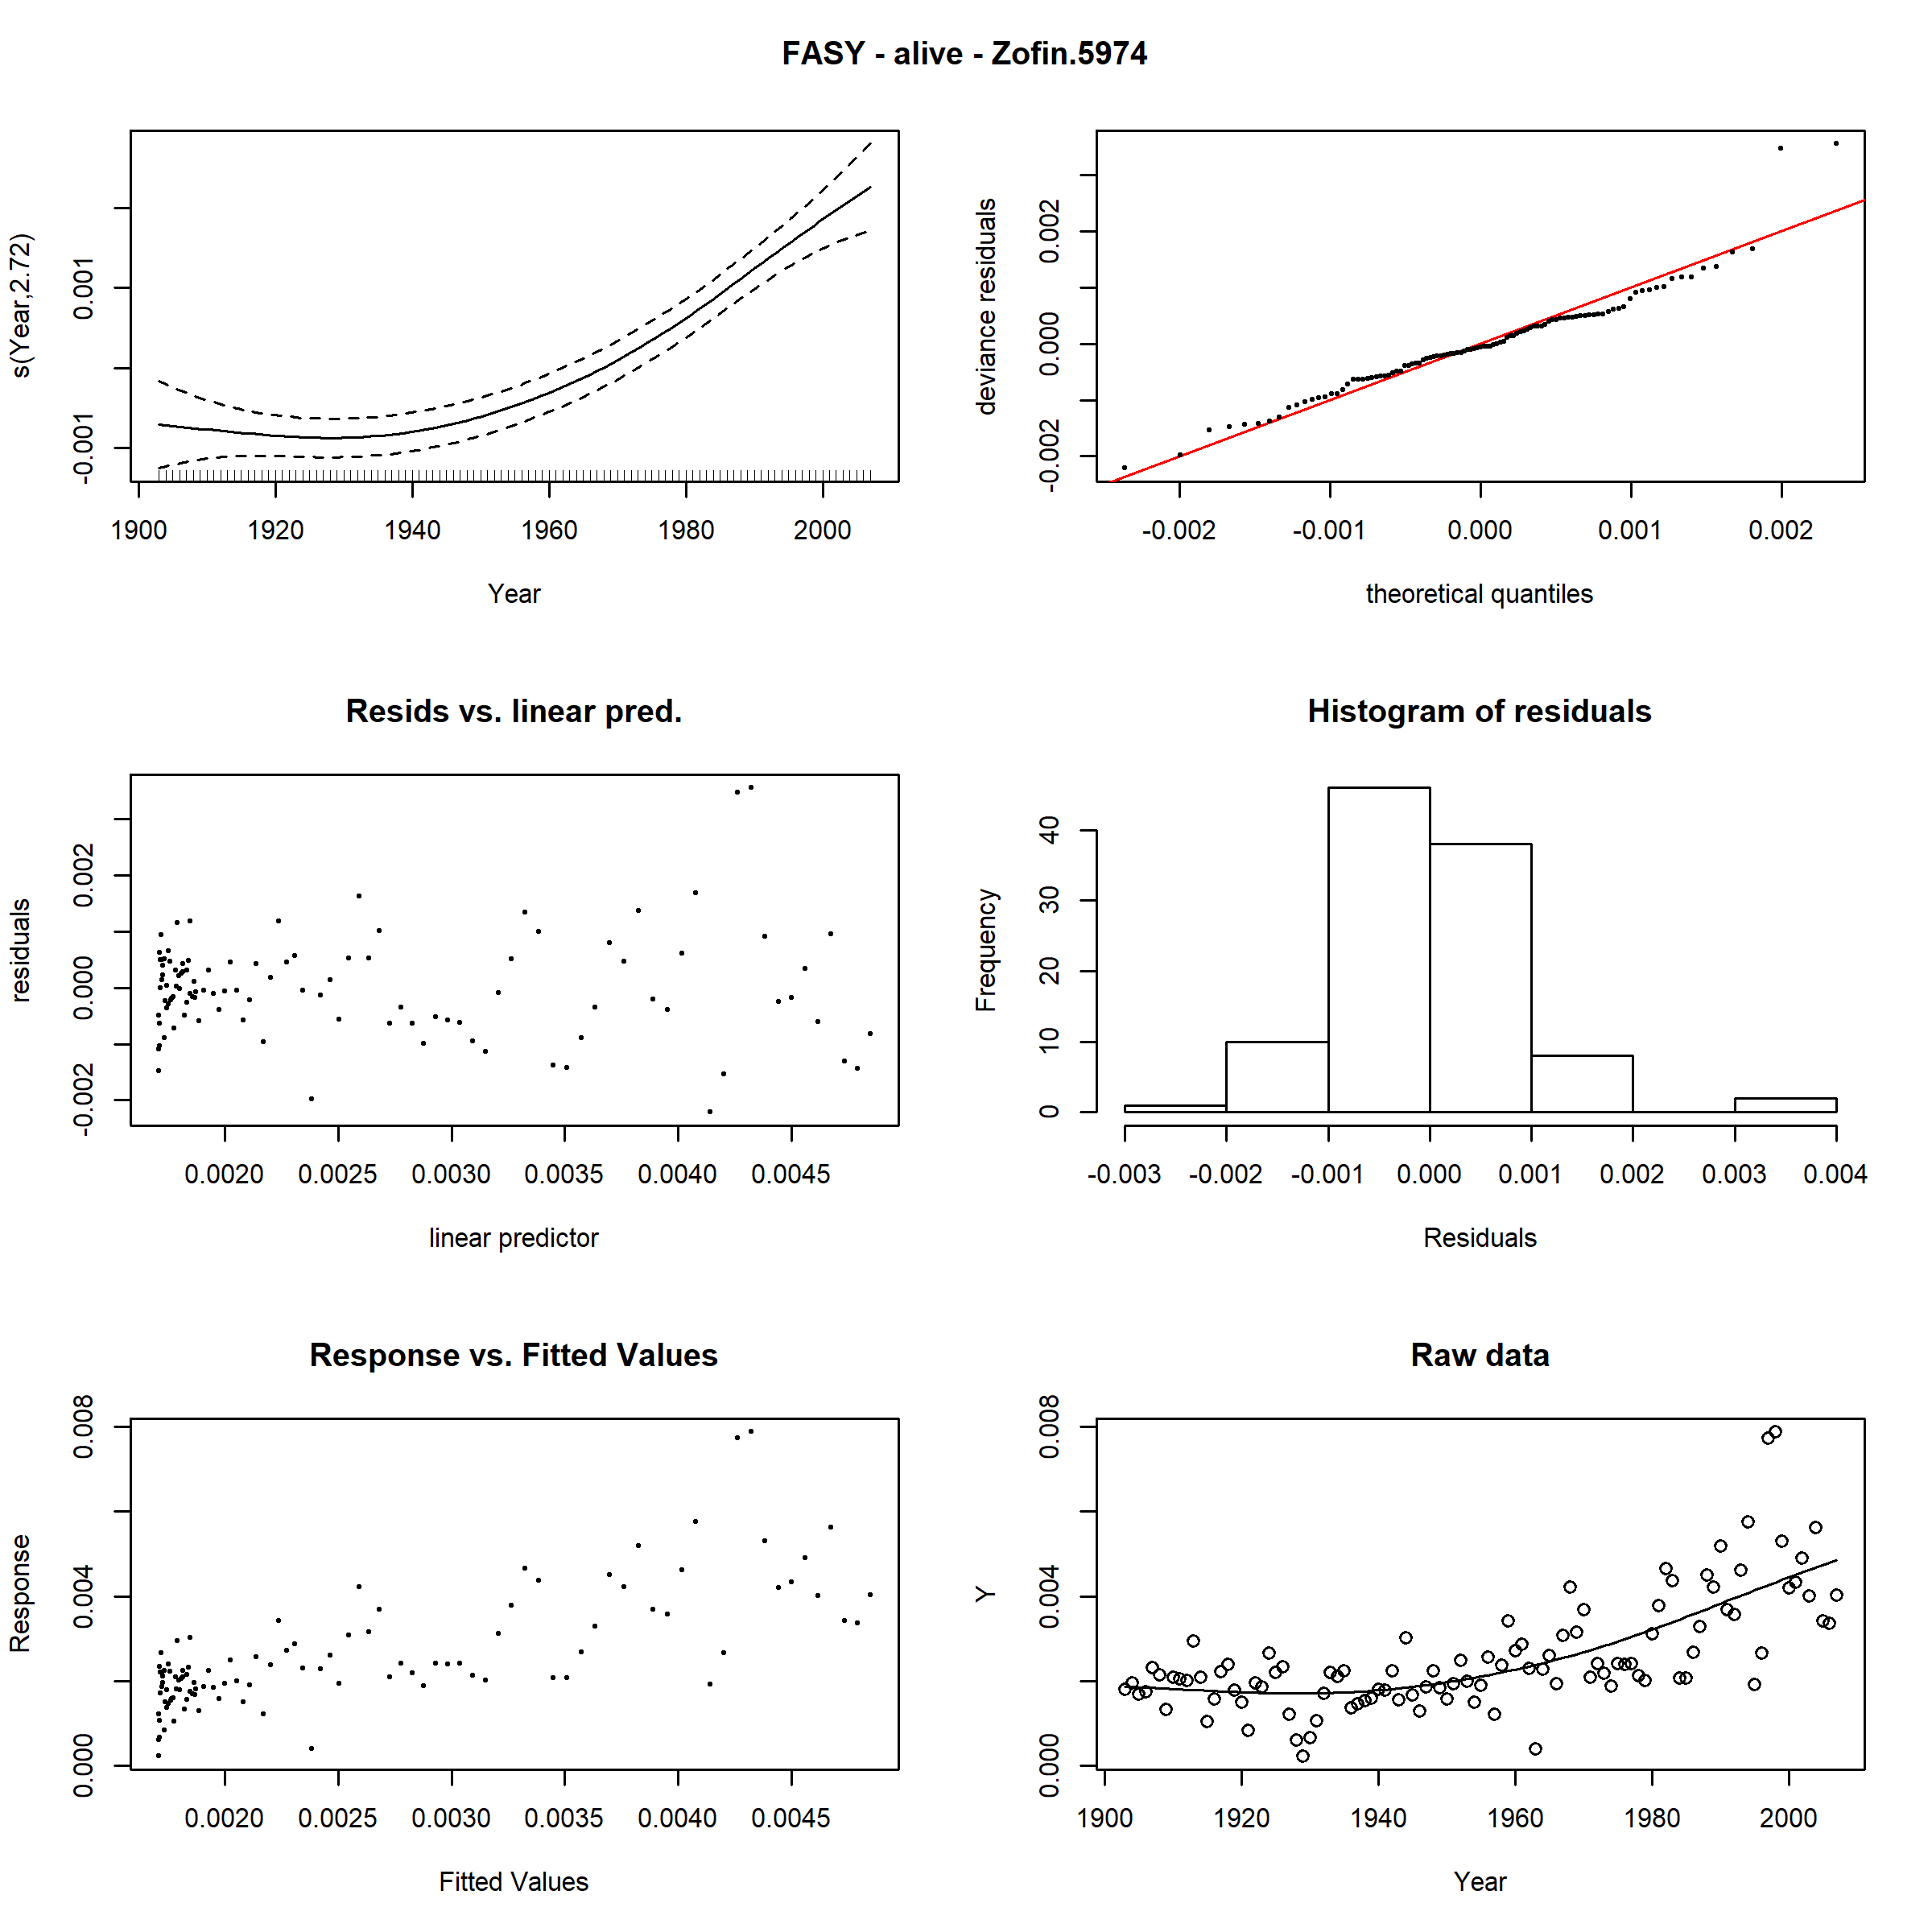 FASY - alive - Zofin.5974
s(Year,2.72)
-0.001
0.001
1900 1920 1940 1960 1980 2000
Year
deviance residuals
-0.002 0.000 0.002
-0.002 -0.001 0.000 0.001 0.002
theoretical quantiles
Resids vs. linear pred.
residuals
-0.002 0.000 0.002
0.0020 0.0025 0.0030 0.0035 0.0040 0.0045
linear predictor
Histogram of residuals
Frequency
0 10 20 30 40
-0.003 -0.002 -0.001 0.000 0.001 0.002 0.003 0.004
Residuals
Response vs. Fitted Values
Response
0.000 0.004 0.008
0.0020 0.0025 0.0030 0.0035 0.0040 0.0045
Fitted Values
Raw data
Y
0.000 0.004 0.008
1900 1920 1940 1960 1980 2000
Year